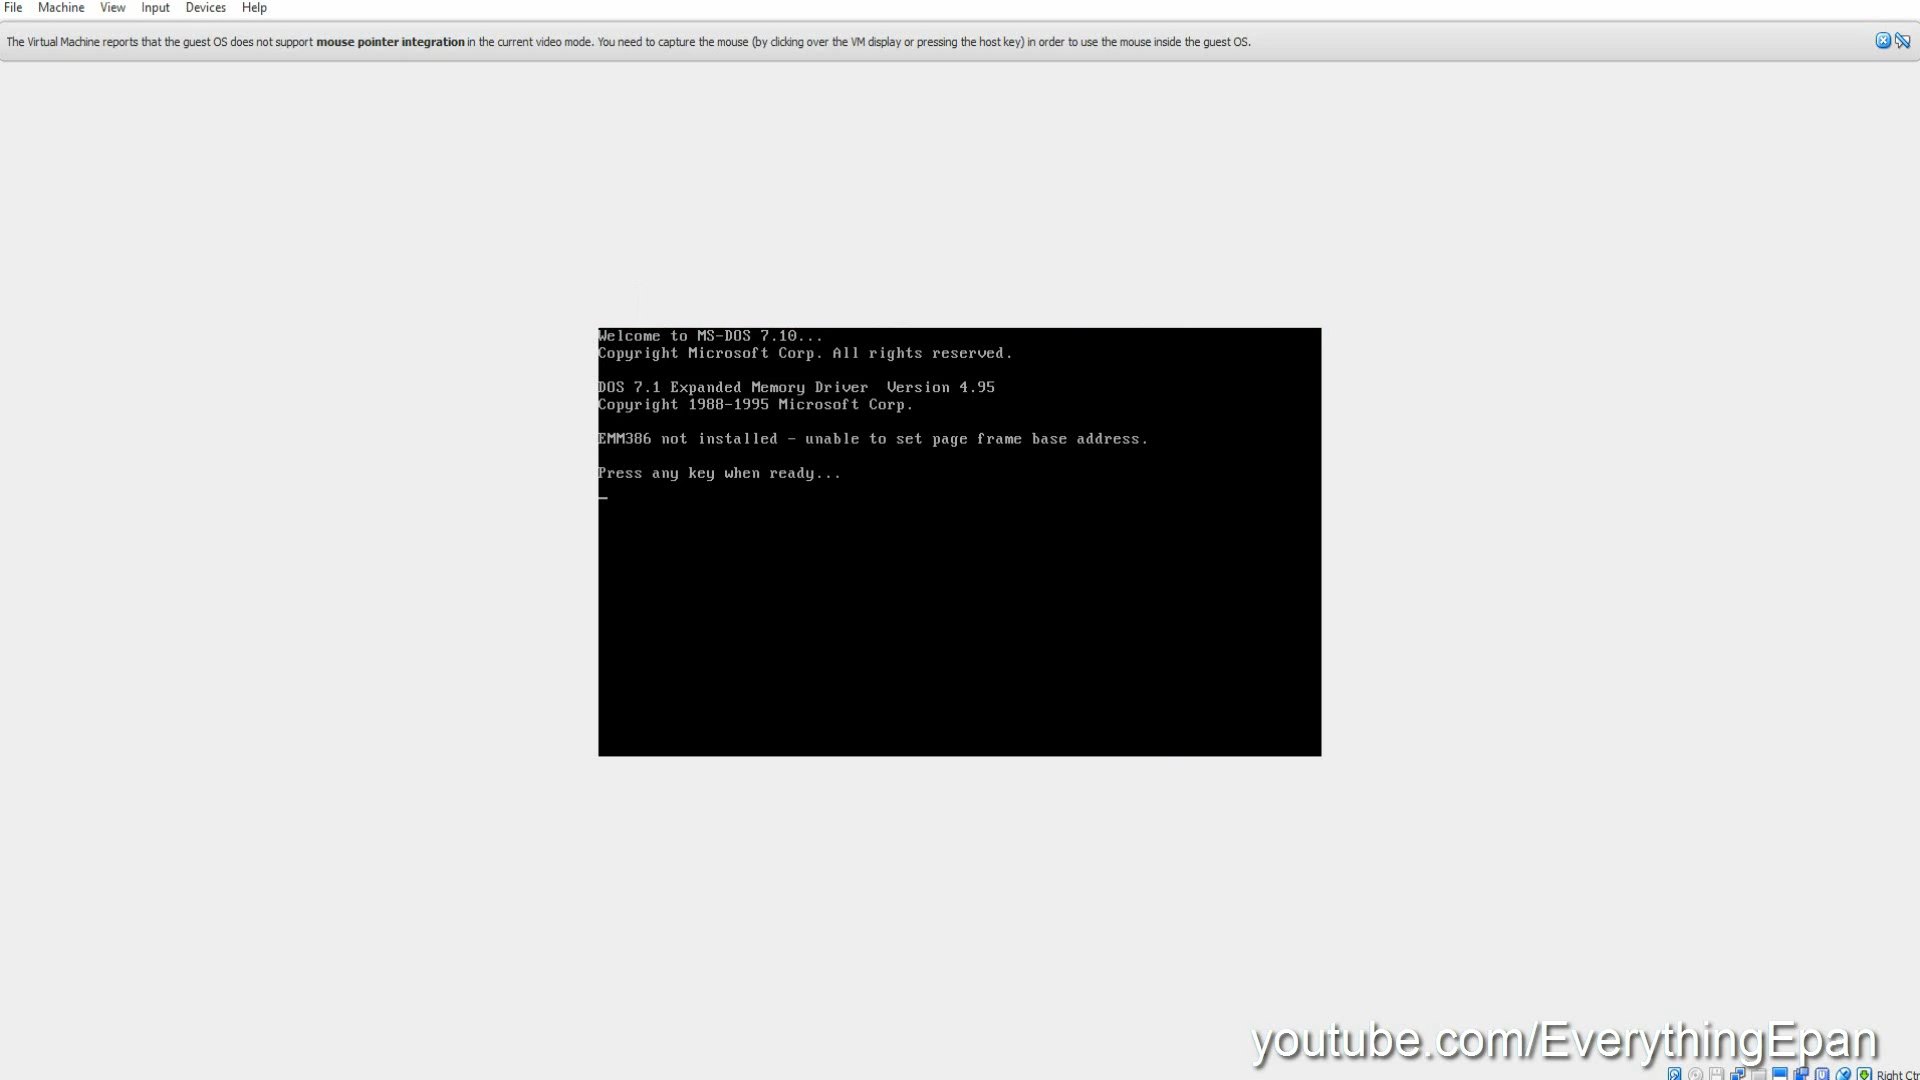 File Machine View Input Devices Help
The Virtual Machine reports that the guest OS does not support mouse pointer integration in the current video mode. You need to capture the mouse (by clicking over the VM display or pressing the host key) in order to use the mouse inside the guest OS.
Welcome to MS-DOS 7.10...
Copyright Microsoft Corp. All rights reserved.
DOS 7.1 Expanded Memory Driver  Version 4.95
Copyright 1988-1995 Microsoft Corp.
EMM386 not installed - unable to set page frame base address.
Press any key when ready...
_
youtube.com/EverythingEpan
Right Ctr